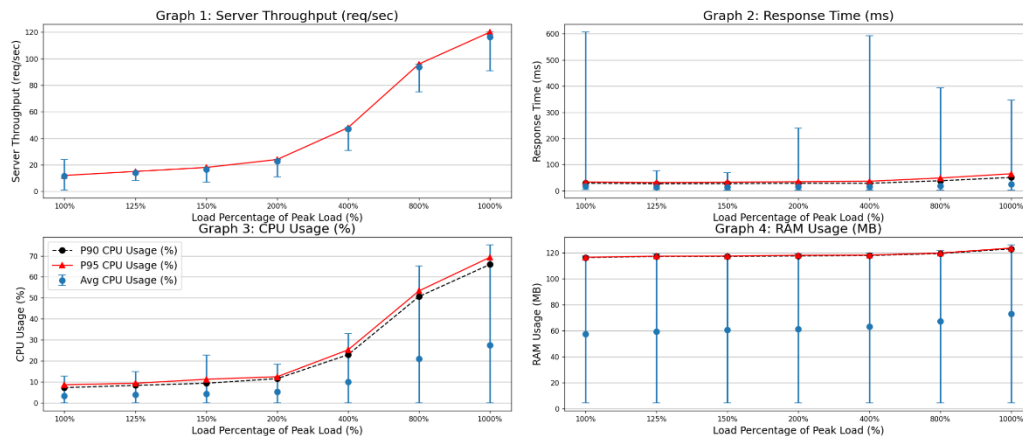 Graph 1: Server Throughput (req/sec)
Server Throughput (req/sec)
120
100
80
60
40
20
0
100% 125% 150% 200% 400% 800% 1000%
Load Percentage of Peak Load (%)
Graph 2: Response Time (ms)
Response Time (ms)
600
500
400
300
200
100
0
100% 125% 150% 200% 400% 800% 1000%
Load Percentage of Peak Load (%)
Graph 3: CPU Usage (%)
CPU Usage (%)
P90 CPU Usage (%)
P95 CPU Usage (%)
Avg CPU Usage (%)
70
60
50
40
30
20
10
0
100% 125% 150% 200% 400% 800% 1000%
Load Percentage of Peak Load (%)
Graph 4: RAM Usage (MB)
RAM Usage (MB)
120
100
80
60
40
20
0
100% 125% 150% 200% 400% 800% 1000%
Load Percentage of Peak Load (%)